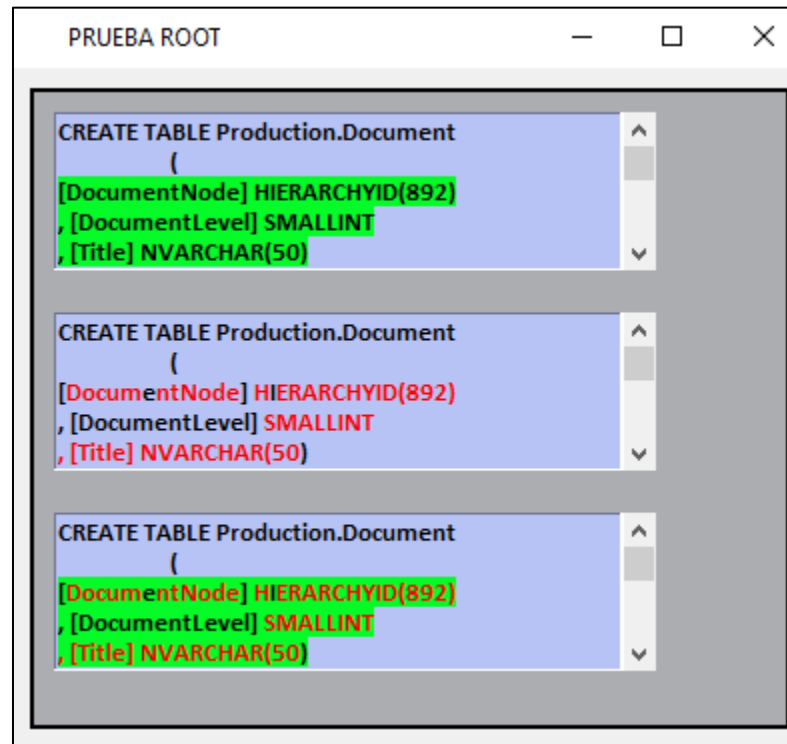 PRUEBA ROOT
CREATE TABLE Production.Document
(
[DocumentNode] HIERARCHYID(892)
, [DocumentLevel] SMALLINT
, [Title] NVARCHAR(50)
CREATE TABLE Production.Document
(
[DocumentNode] HIERARCHYID(892)
, [DocumentLevel] SMALLINT
, [Title] NVARCHAR(50)
CREATE TABLE Production.Document
(
[DocumentNode] HIERARCHYID(892)
, [DocumentLevel] SMALLINT
, [Title] NVARCHAR(50)